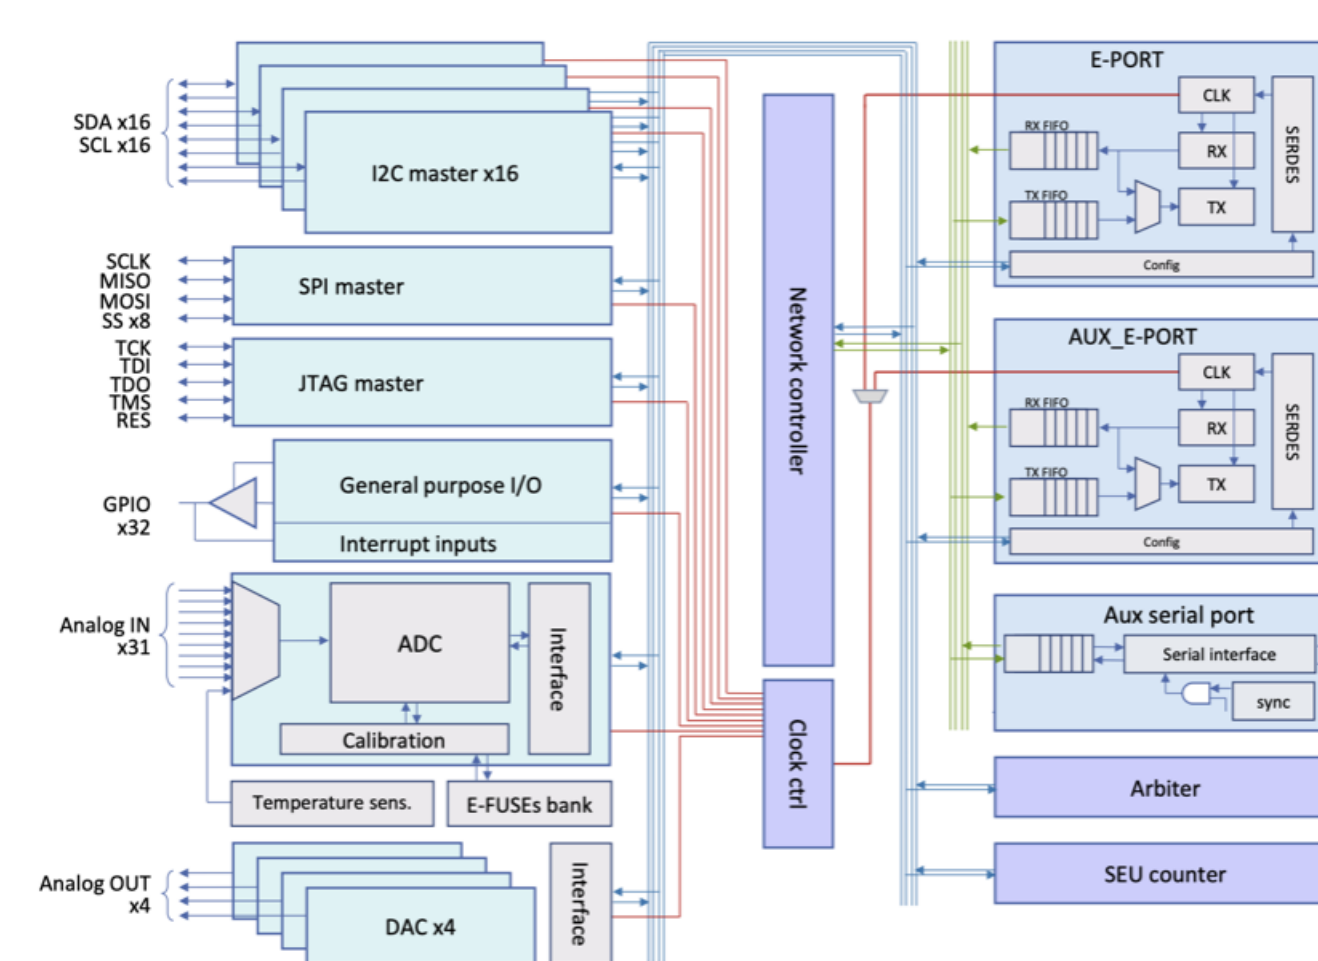 SDA x16
SCL x16
I2C master x16
SCLK
MISO
MOSI
SS x8
SPI master
TCK
TDI
TDO
TMS
RES
JTAG master
GPIO
x32
General purpose I/O
Interrupt inputs
Analog IN
x31
ADC
Interface
Calibration
Temperature sens.
E-FUSEs bank
Analog OUT
x4
DAC x4
Interface
Network controller
Clock ctrl
E-PORT
CLK
RX FIFO
RX
TX FIFO
TX
SERDES
Config
AUX_E-PORT
CLK
RX FIFO
RX
TX FIFO
TX
SERDES
Config
Aux serial port
Serial interface
sync
Arbiter
SEU counter